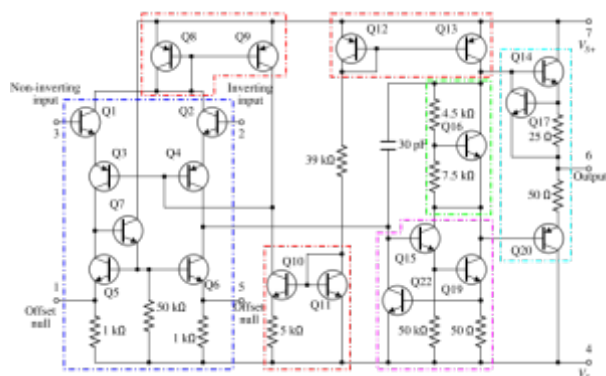 Q8
Q9
Q12
Q13
7
V_S+
Q14
Non-inverting
input
Inverting
input
Q1
Q2
3
2
4.5 kΩ
Q16
Q17
25 Ω
30 pF
Q3
Q4
39 kΩ
7.5 kΩ
6
Output
50 Ω
Q7
Q15
Q20
Q5
Q6
Q10
Q11
Q22
Q19
1
5
Offset
null
50 kΩ
Offset
null
1 kΩ
1 kΩ
5 kΩ
50 kΩ
50 Ω
4